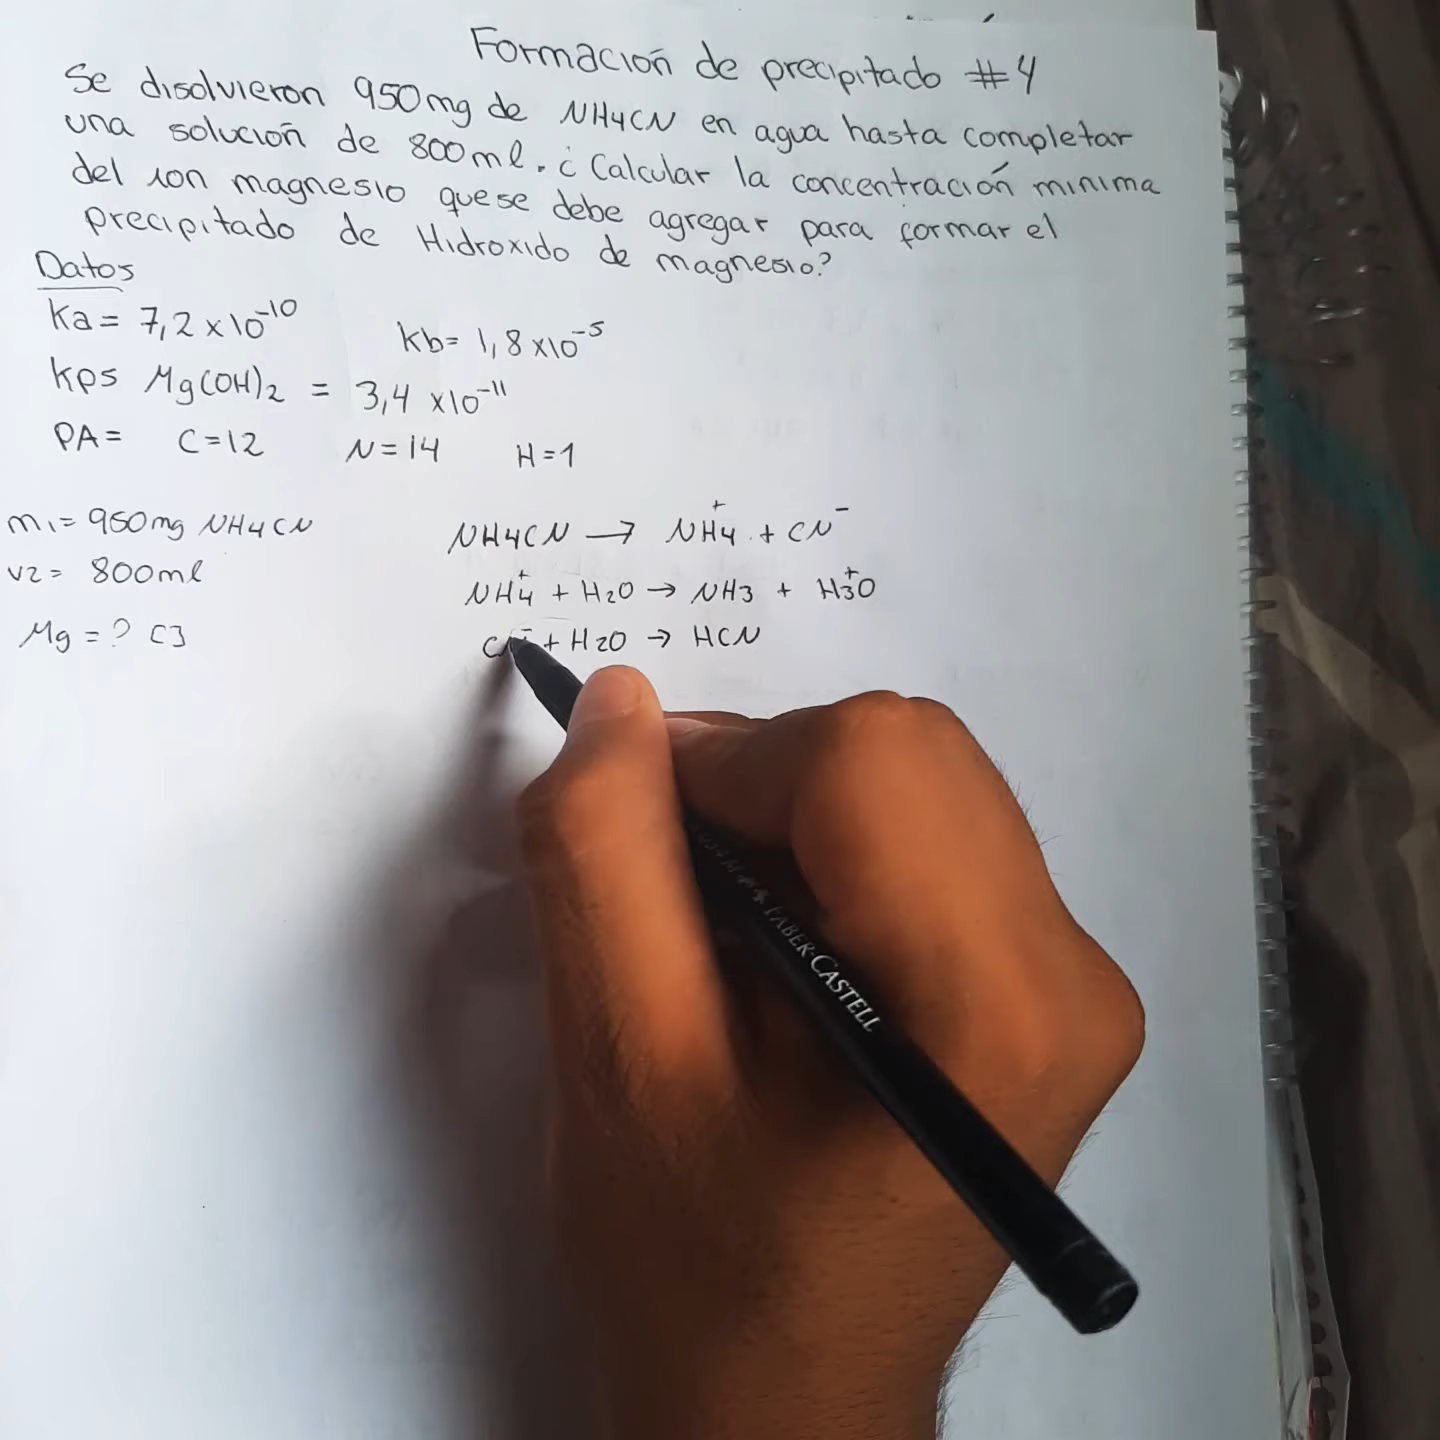 Formación de precipitado #4
Se disolvieron 950mg de NH4CN en agua hasta completar
una solución de 800ml. ¿Calcular la concentración minima
del ion magnesio que se debe agregar para formar el
precipitado de Hidroxido de magnesio?
Datos
Ka = 7,2 x 10^-10 Kb = 1,8 x 10^-5
Kps Mg(OH)2 = 3,4 x 10^-11
PA = C = 12 N = 14 H = 1
m1 = 950mg NH4CN
V2 = 800ml
Mg = ? [ ]
NH4CN → NH4+ + CN-
NH4+ + H2O → NH3 + H3O+
+ H2O → HCN
FABER-CASTELL